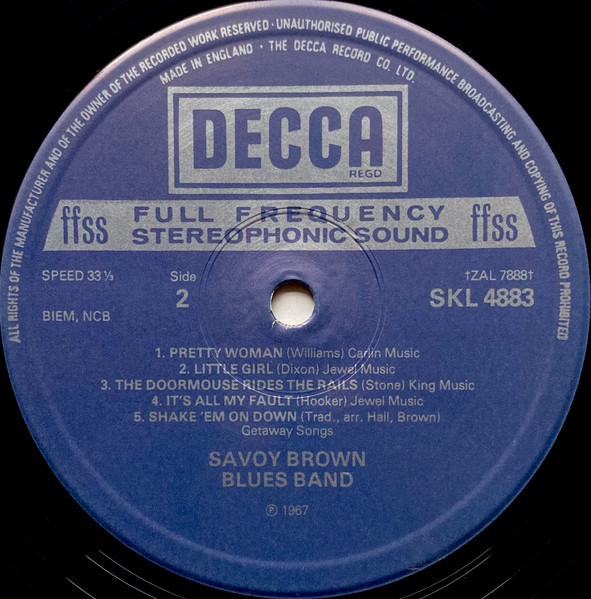 ALL RIGHTS OF THE MANUFACTURER AND OF THE OWNER OF THE RECORDED WORK RESERVED · UNAUTHORISED PUBLIC PERFORMANCE BROADCASTING AND COPYING OF THIS RECORD PROHIBITED
MADE IN ENGLAND · THE DECCA RECORD CO. LTD.
DECCA
REGD
ffss FULL FREQUENCY ffss
STEREOPHONIC SOUND
SPEED 33⅓ Side †ZAL 7888†
2 SKL 4883
BIEM, NCB
1. PRETTY WOMAN (Williams) Carlin Music
2. LITTLE GIRL (Dixon) Jewel Music
3. THE DOORMOUSE RIDES THE RAILS (Stone) King Music
4. IT'S ALL MY FAULT (Hooker) Jewel Music
5. SHAKE 'EM ON DOWN (Trad., arr. Hall, Brown)
Getaway Songs
SAVOY BROWN
BLUES BAND
℗ 1967